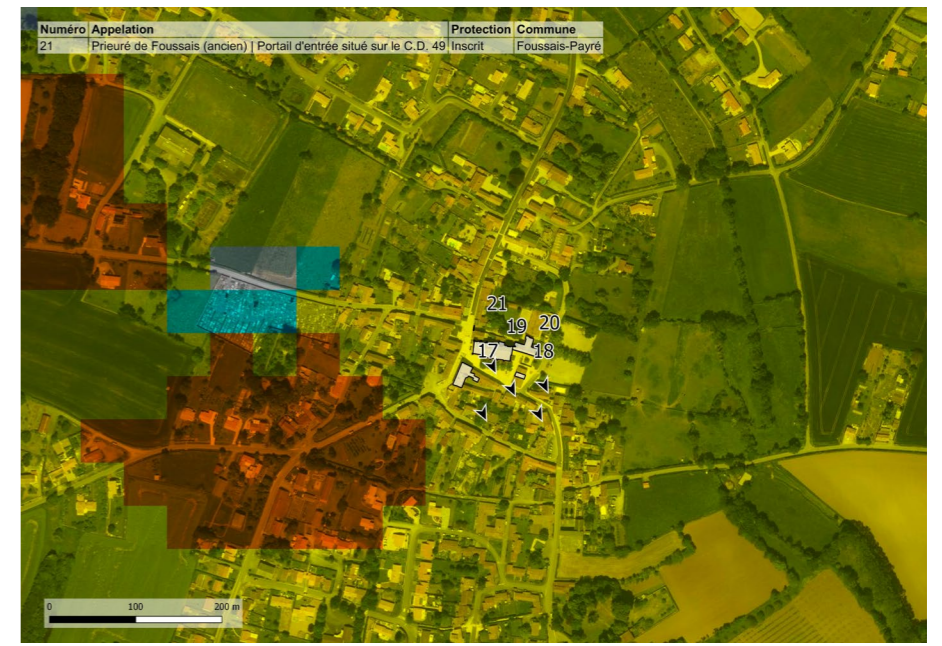 Numéro Appelation Protection Commune
21 Prieuré de Foussais (ancien) | Portail d'entrée situé sur le C.D. 49 Inscrit Foussais-Payré
21
19 20
17 18
0 100 200 m